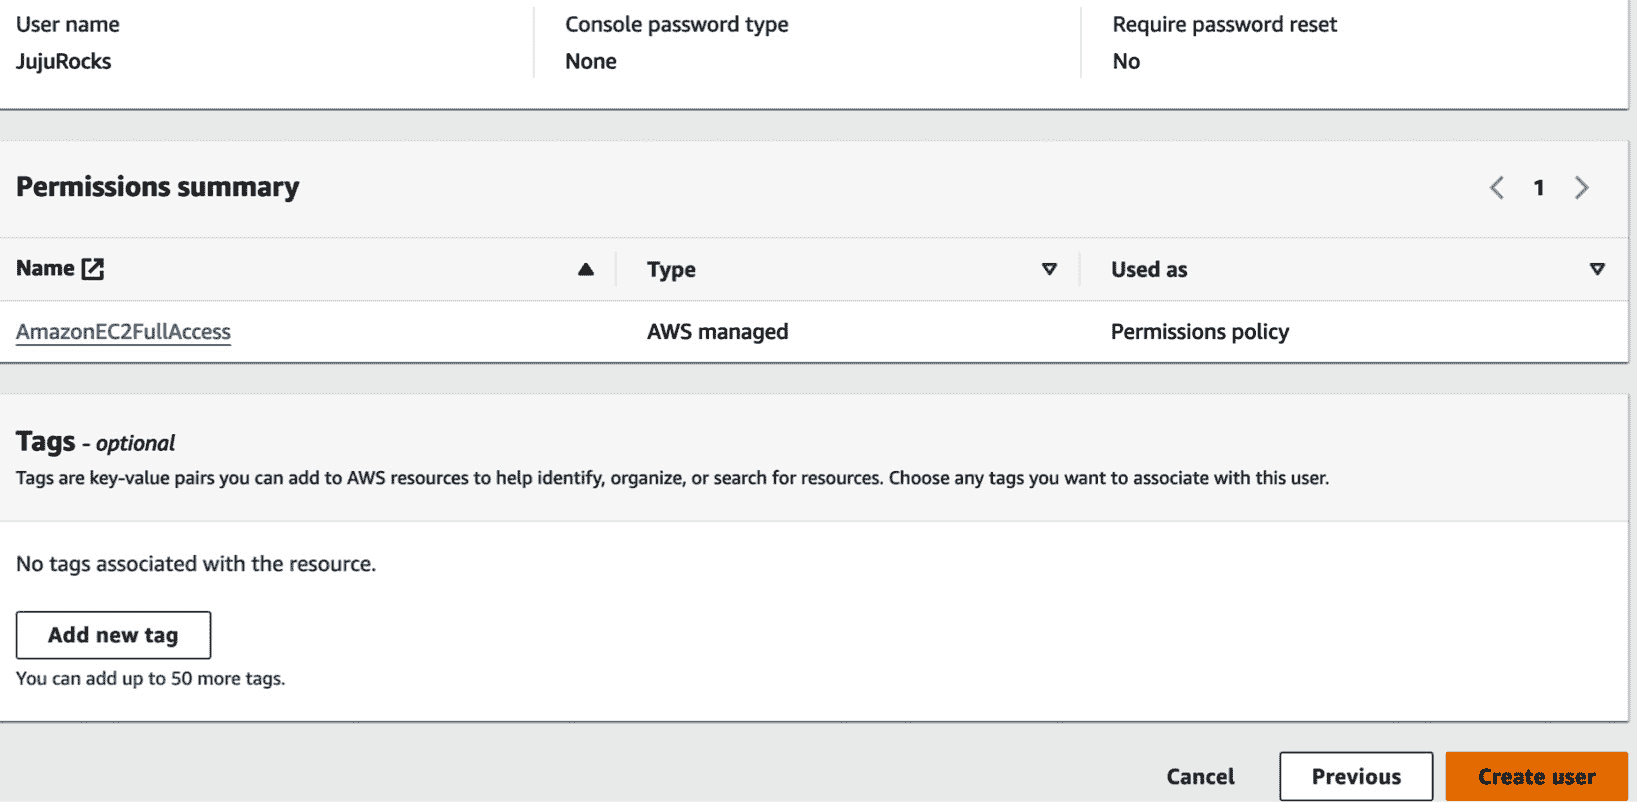 User name
Console password type
Require password reset
JujuRocks
None
No
Permissions summary
1
Name
Type
Used as
AmazonEC2FullAccess
AWS managed
Permissions policy
Tags - optional
Tags are key-value pairs you can add to AWS resources to help identify, organize, or search for resources. Choose any tags you want to associate with this user.
No tags associated with the resource.
Add new tag
You can add up to 50 more tags.
Cancel
Previous
Create user